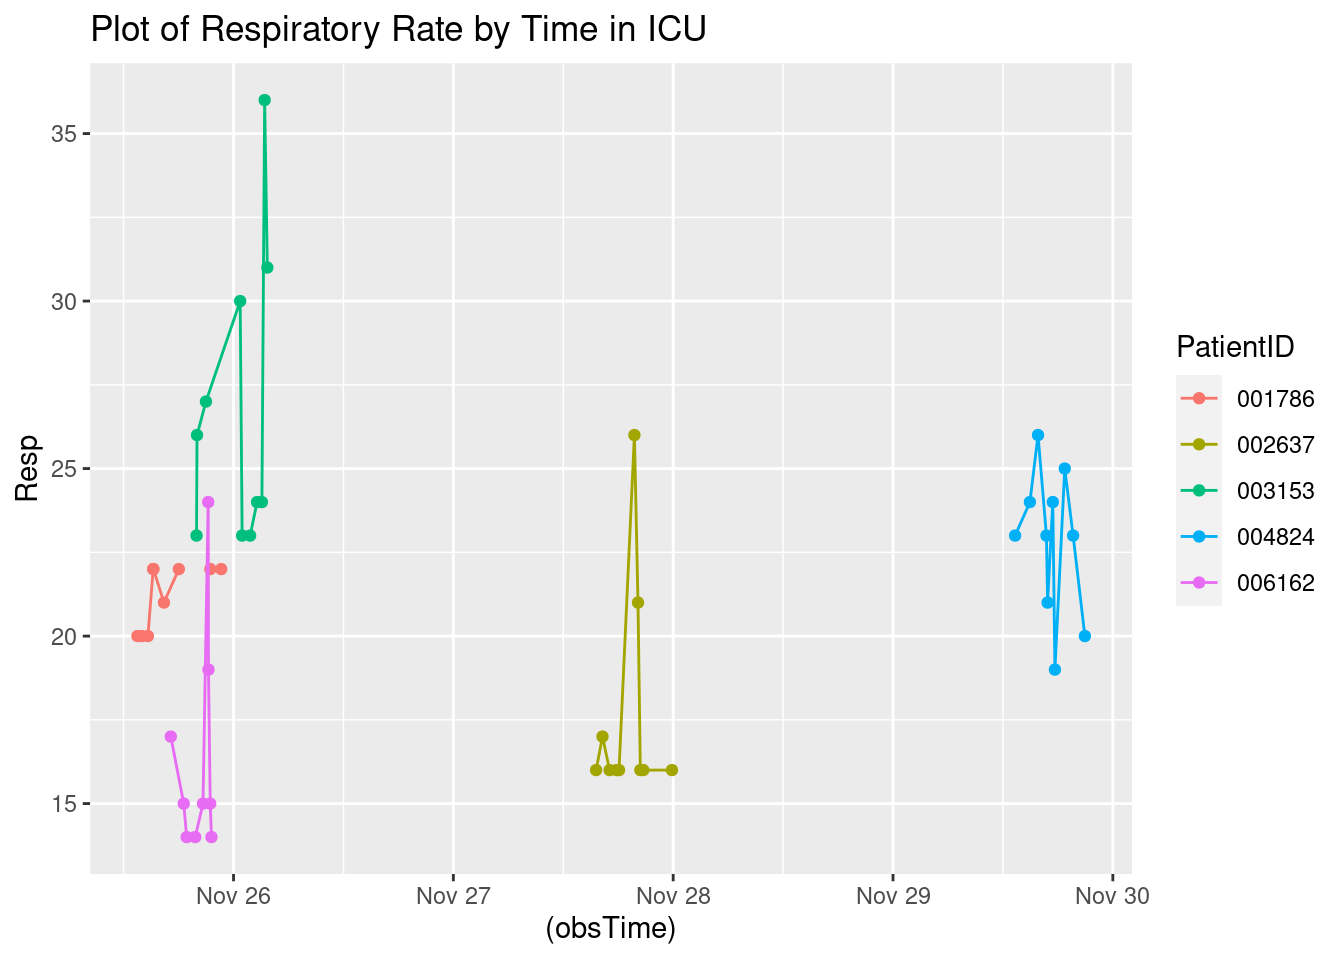 Plot of Respiratory Rate by Time in ICU
35
30
25
20
15
Resp
Nov 26
Nov 27
Nov 28
Nov 29
Nov 30
(obsTime)
PatientID
001786
002637
003153
004824
006162